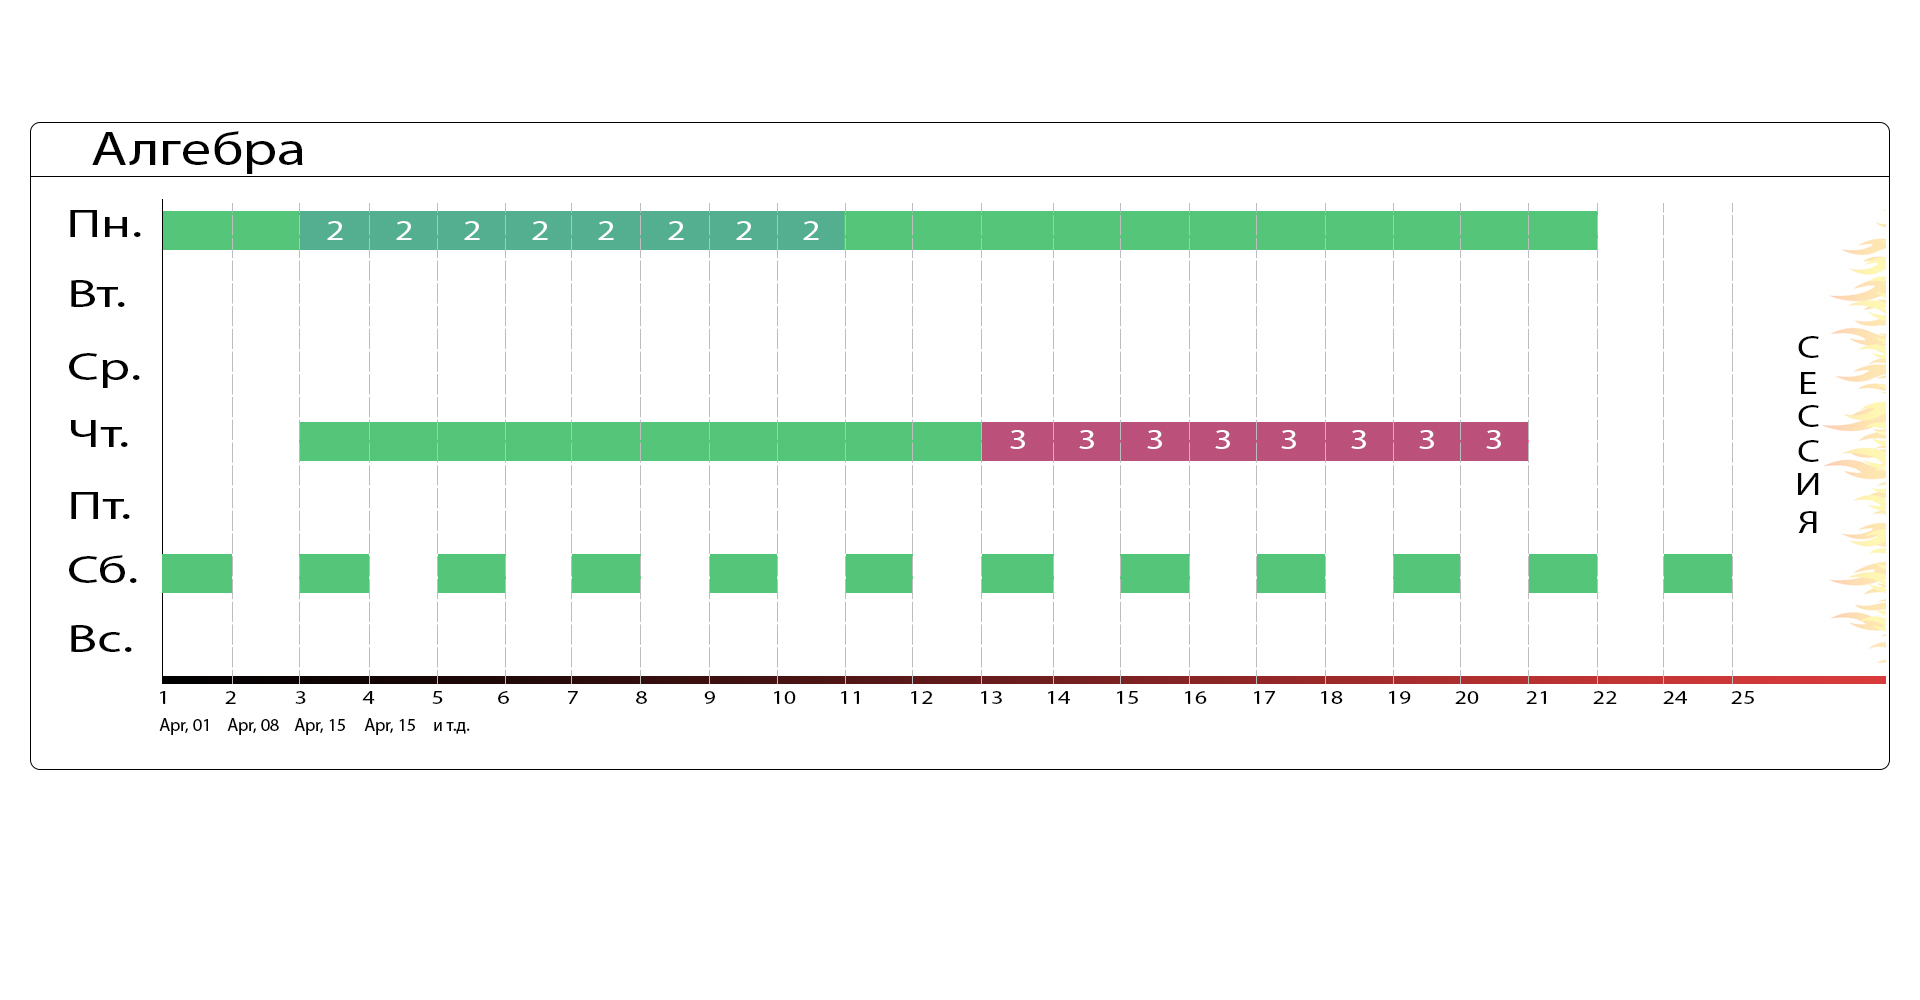 Алгебра
Пн. 2 2 2 2 2 2 2 2
Вт.
Ср.
Чт. 3 3 3 3 3 3 3 3
Пт.
Сб.
Вс.
СЕССИЯ
1 2 3 4 5 6 7 8 9 10 11 12 13 14 15 16 17 18 19 20 21 22 24 25
Apr, 01 Apr, 08 Apr, 15 Apr, 15 и т.д.